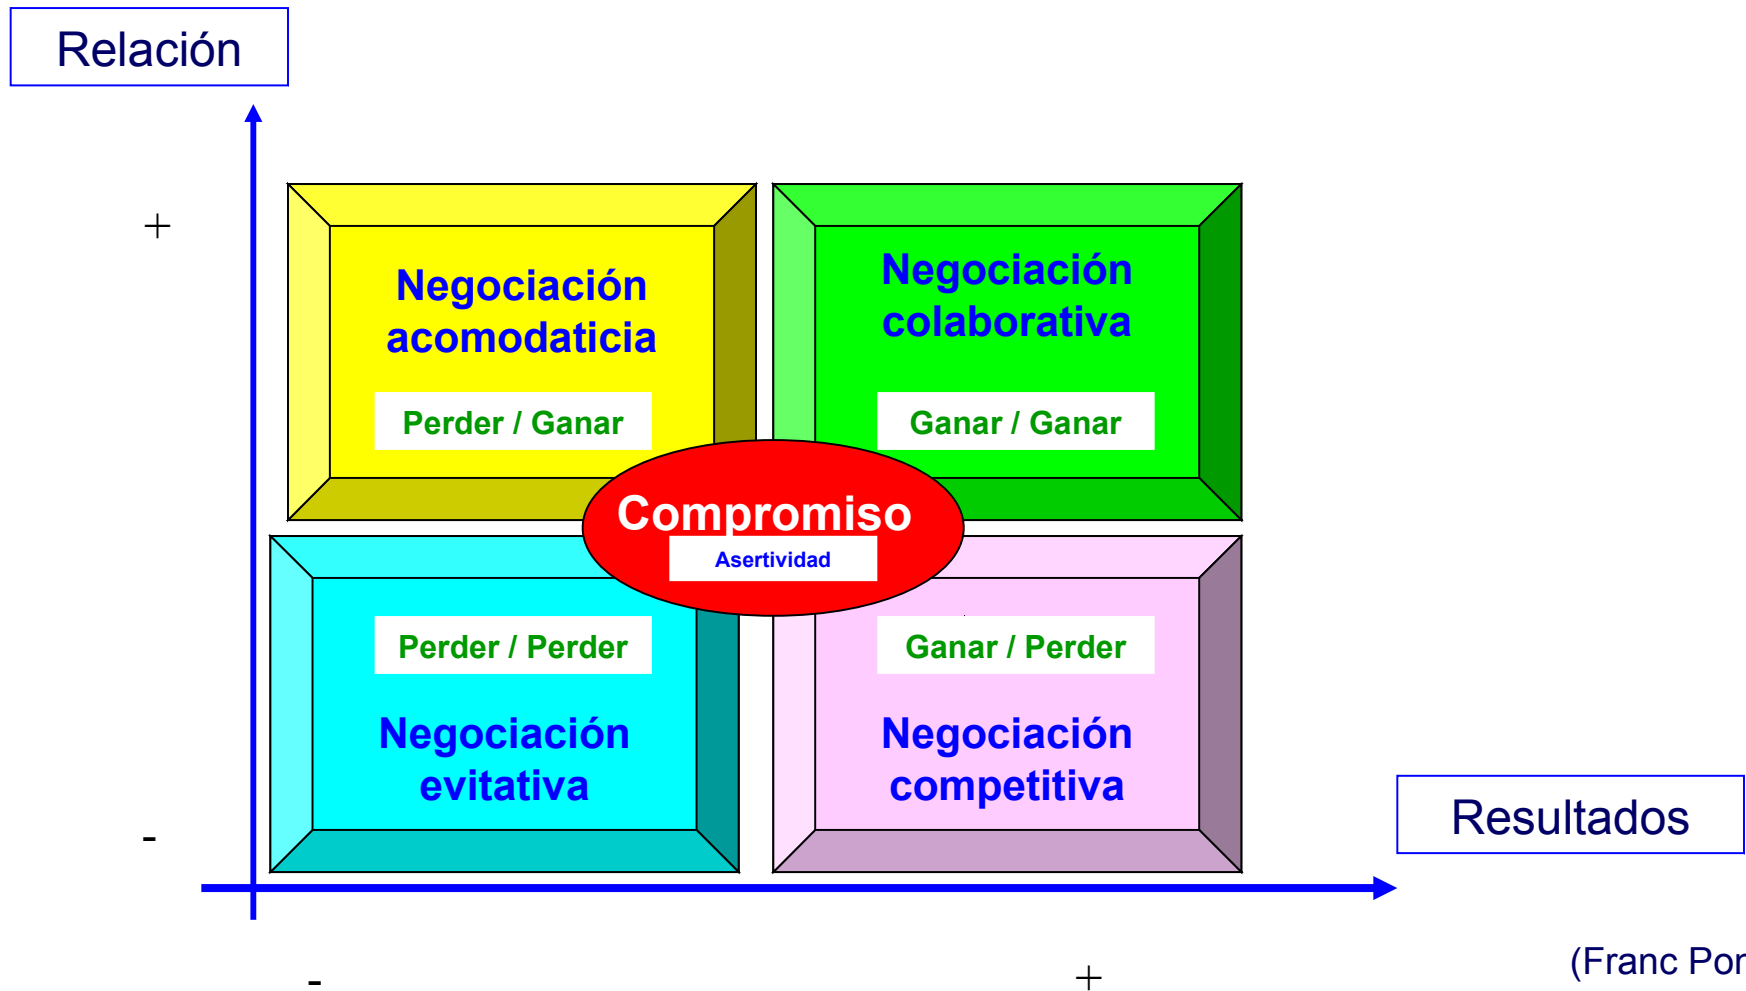 Relación
+
Negociación
acomodaticia
Perder / Ganar
Negociación
colaborativa
Ganar / Ganar
Compromiso
Asertividad
Perder / Perder
Negociación
evitativa
Ganar / Perder
Negociación
competitiva
-
Resultados
-
+
(Franc